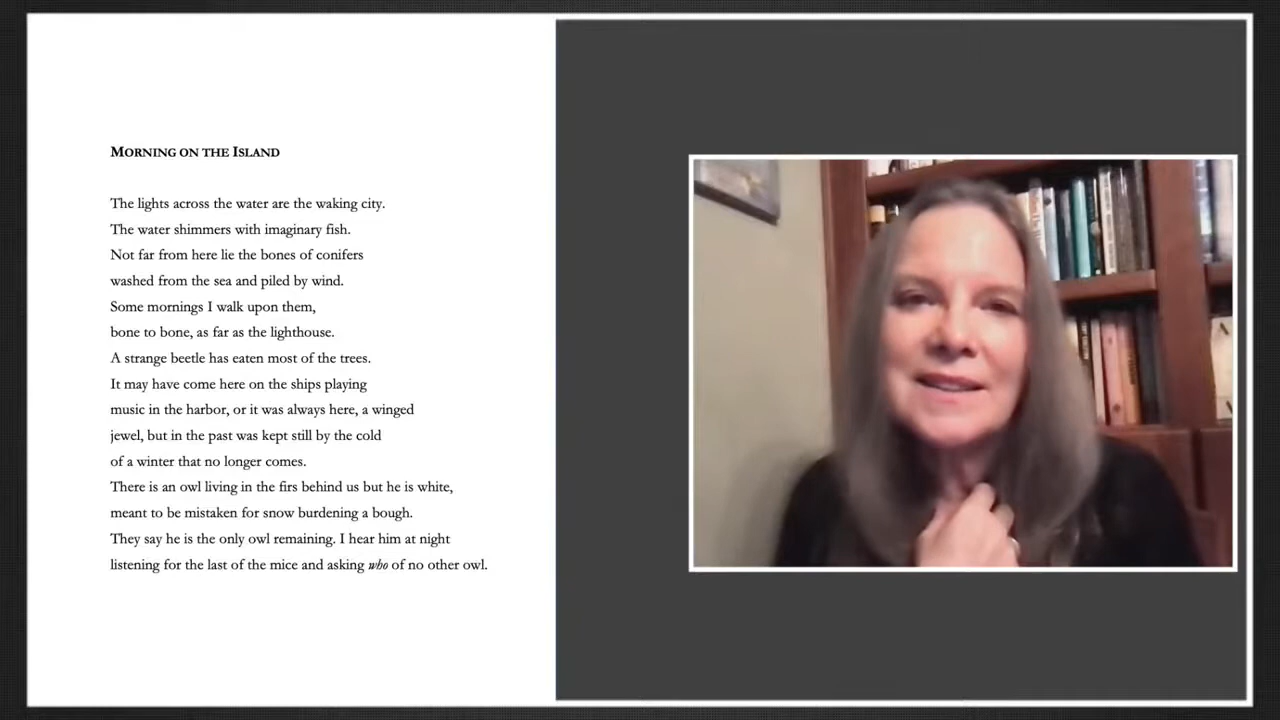 MORNING ON THE ISLAND
The lights across the water are the waking city.
The water shimmers with imaginary fish.
Not far from here lie the bones of conifers
washed from the sea and piled by wind.
Some mornings I walk upon them,
bone to bone, as far as the lighthouse.
A strange beetle has eaten most of the trees.
It may have come here on the ships playing
music in the harbor, or it was always here, a winged
jewel, but in the past was kept still by the cold
of a winter that no longer comes.
There is an owl living in the firs behind us but he is white,
meant to be mistaken for snow burdening a bough.
They say he is the only owl remaining. I hear him at night
listening for the last of the mice and asking who of no other owl.